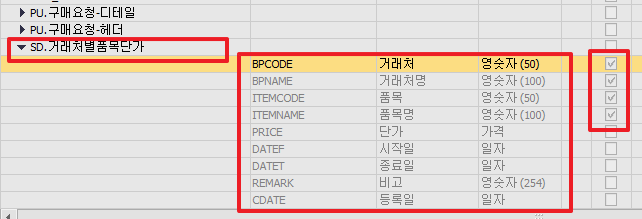 PU.구매요청-디테일
PU.구매요청-헤더
SD.거래처별품목단가
BPCODE 거래처 영숫자 (50)
BPNAME 거래처명 영숫자 (100)
ITEMCODE 품목 영숫자 (50)
ITEMNAME 품목명 영숫자 (100)
PRICE 단가 가격
DATEF 시작일 일자
DATET 종료일 일자
REMARK 비고 영숫자 (254)
CDATE 등록일 일자